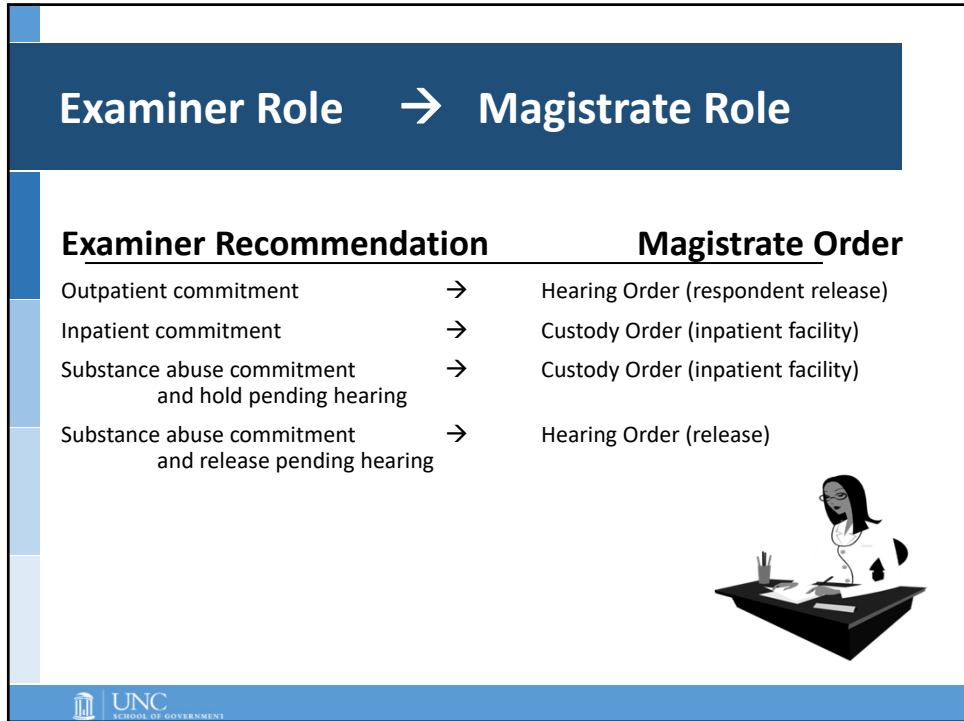 Examiner Role → Magistrate Role
Examiner Recommendation Magistrate Order
Outpatient commitment → Hearing Order (respondent release)
Inpatient commitment → Custody Order (inpatient facility)
Substance abuse commitment → Custody Order (inpatient facility)
and hold pending hearing
Substance abuse commitment → Hearing Order (release)
and release pending hearing
UNC
SCHOOL OF GOVERNMENT